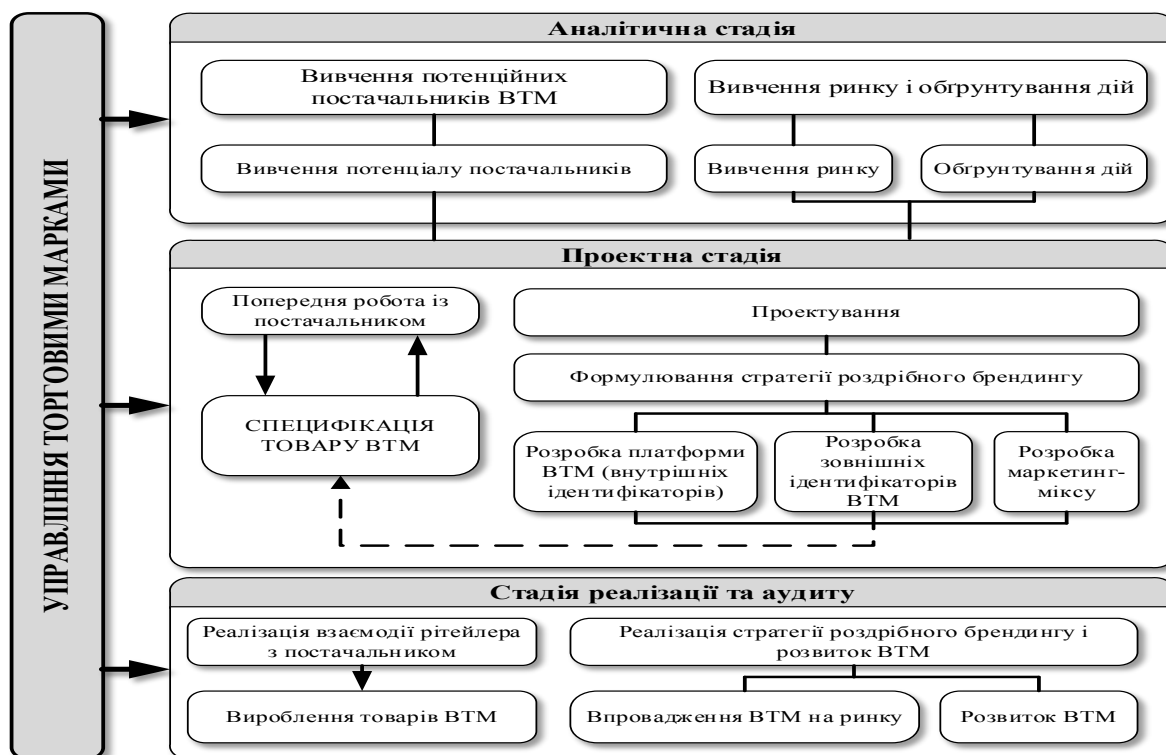 УПРАВЛІННЯ ТОРГОВИМИ МАРКАМИ
Аналітична стадія
Вивчення потенційних
постачальників ВТМ
Вивчення ринку і обґрунтування дій
Вивчення потенціалу постачальників
Вивчення ринку
Обґрунтування дій
Проектна стадія
Попередня робота із
постачальником
Проектування
Формулювання стратегії роздрібного брендингу
СПЕЦИФІКАЦІЯ
ТОВАРУ ВТМ
Розробка платформи
ВТМ (внутрішніх
ідентифікаторів)
Розробка
зовнішніх
ідентифікаторів
ВТМ
Розробка
маркетинг-
міксу
Стадія реалізації та аудиту
Реалізація взаємодії рітейлера
з постачальником
Реалізація стратегії роздрібного брендингу і
розвиток ВТМ
Вироблення товарів ВТМ
Впровадження ВТМ на ринку
Розвиток ВТМ